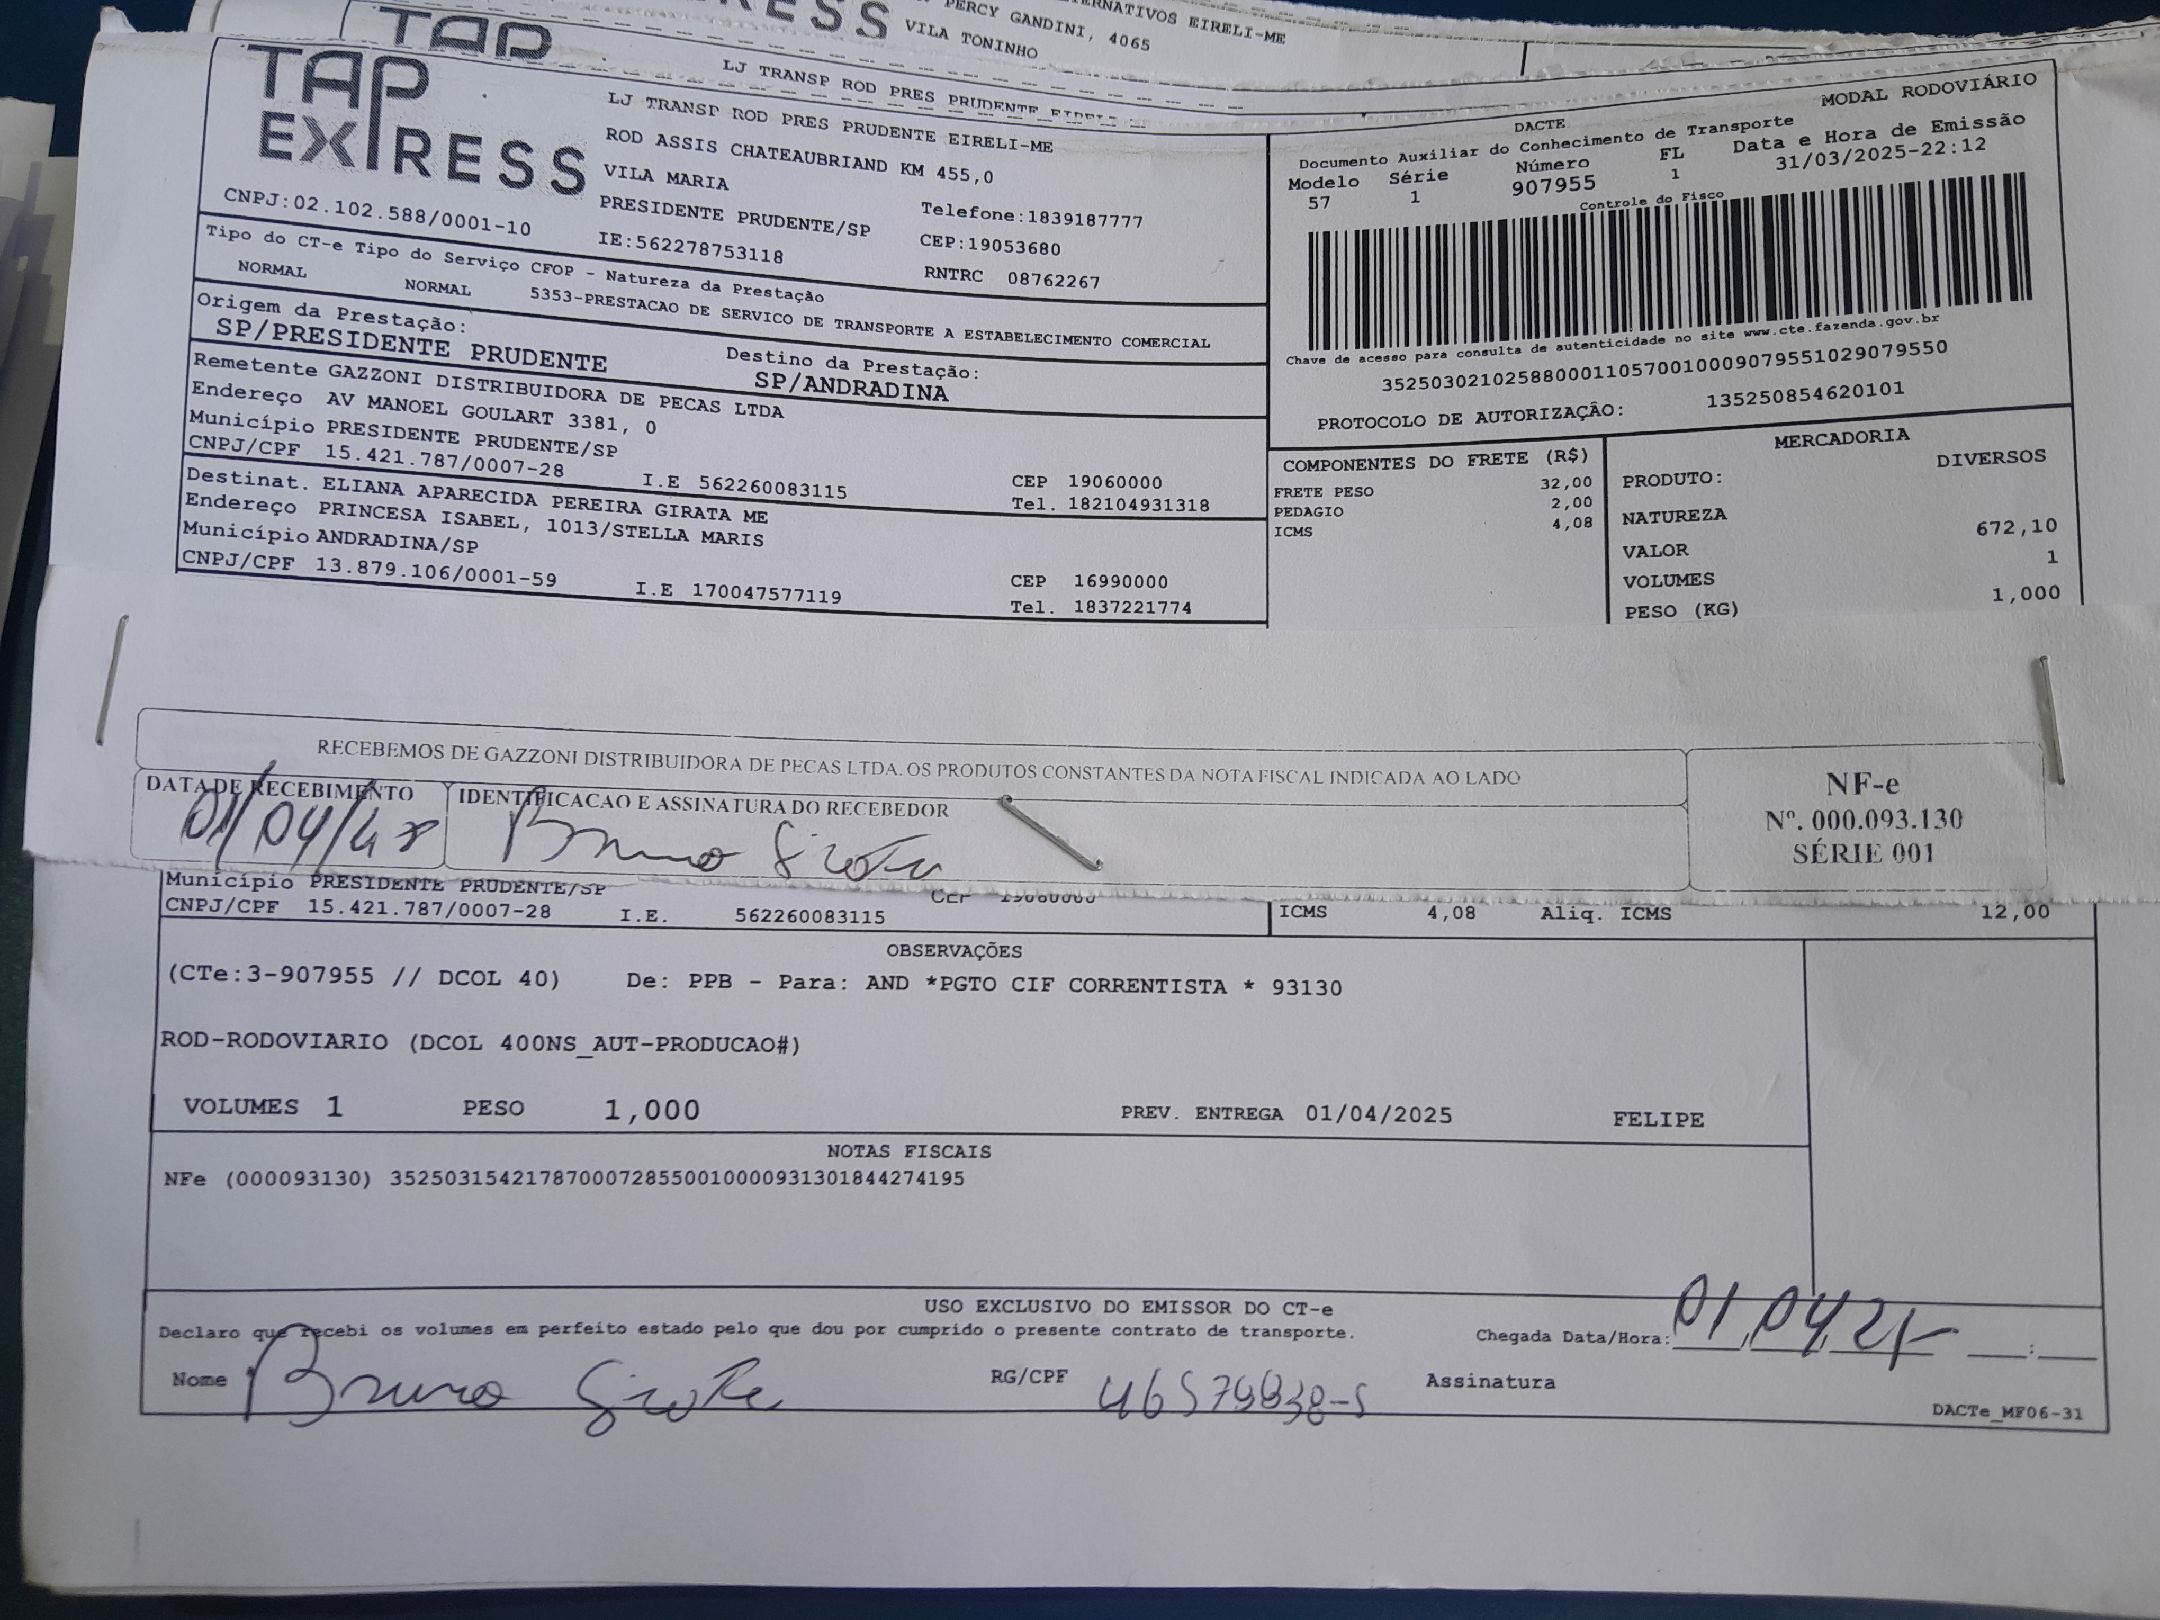 RESS
PERCY GANDINI, 4065
ERNATIVOS EIRELI-ME
VILA TONINHO
TAP
LJ TRANSP ROD PRES PRUDENTE EIRELI
TAP EXPRESS
LJ TRANSP ROD PRES PRUDENTE EIRELI-ME
ROD ASSIS CHATEAUBRIAND KM 455,0
VILA MARIA
PRESIDENTE PRUDENTE/SP Telefone:1839187777
CNPJ:02.102.588/0001-10 IE:562278753118 CEP:19053680
RNTRC 08762267
MODAL RODOVIÁRIO
DACTE
Documento Auxiliar do Conhecimento de Transporte
Modelo Série Número FL Data e Hora de Emissão
57 1 907955 1 31/03/2025-22:12
Controle do Fisco
Chave de acesso para consulta de autenticidade no site www.cte.fazenda.gov.br
35250302102588000110570010009079551029079550
PROTOCOLO DE AUTORIZAÇÃO: 135250854620101
Tipo do CT-e Tipo do Serviço CFOP - Natureza da Prestação
NORMAL NORMAL 5353-PRESTACAO DE SERVICO DE TRANSPORTE A ESTABELECIMENTO COMERCIAL
Origem da Prestação: Destino da Prestação:
SP/PRESIDENTE PRUDENTE SP/ANDRADINA
Remetente GAZZONI DISTRIBUIDORA DE PECAS LTDA
Endereço AV MANOEL GOULART 3381, 0
Município PRESIDENTE PRUDENTE/SP CEP 19060000
CNPJ/CPF 15.421.787/0007-28 I.E 562260083115 Tel. 182104931318
Destinat. ELIANA APARECIDA PEREIRA GIRATA ME
Endereço PRINCESA ISABEL, 1013/STELLA MARIS
Município ANDRADINA/SP CEP 16990000
CNPJ/CPF 13.879.106/0001-59 I.E 170047577119 Tel. 1837221774
COMPONENTES DO FRETE (R$)
FRETE PESO 32,00
PEDAGIO 2,00
ICMS 4,08
MERCADORIA
PRODUTO: DIVERSOS
NATUREZA
VALOR 672,10
VOLUMES 1
PESO (KG) 1,000
RECEBEMOS DE GAZZONI DISTRIBUIDORA DE PECAS LTDA. OS PRODUTOS CONSTANTES DA NOTA FISCAL INDICADA AO LADO
DATA DE RECEBIMENTO IDENTIFICACAO E ASSINATURA DO RECEBEDOR
01/04/ Bruno
NF-e
Nº. 000.093.130
SÉRIE 001
Município PRESIDENTE PRUDENTE/SP CEP 19060000
CNPJ/CPF 15.421.787/0007-28 I.E. 562260083115 ICMS 4,08 Aliq. ICMS 12,00
OBSERVAÇÕES
(CTe:3-907955 // DCOL 40) De: PPB - Para: AND *PGTO CIF CORRENTISTA * 93130
ROD-RODOVIARIO (DCOL 400NS_AUT-PRODUCAO#)
VOLUMES 1 PESO 1,000 PREV. ENTREGA 01/04/2025 FELIPE
NOTAS FISCAIS
NFe (000093130) 35250315421787000728550010000931301844274195
USO EXCLUSIVO DO EMISSOR DO CT-e
Declaro que recebi os volumes em perfeito estado pelo que dou por cumprido o presente contrato de transporte. Chegada Data/Hora: 01,04,
Nome Bruno RG/CPF 46579838-5 Assinatura
DACTe_MF06-31